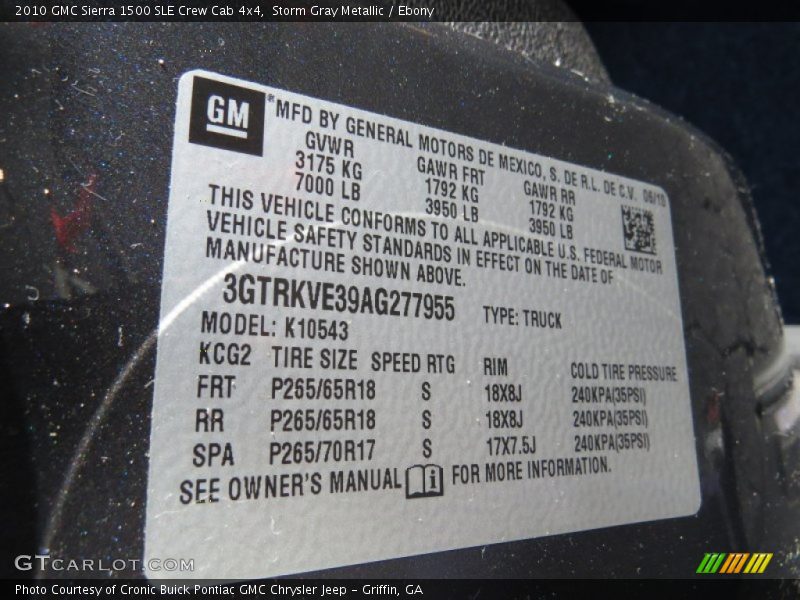 2010 GMC Sierra 1500 SLE Crew Cab 4x4, Storm Gray Metallic / Ebony
GM
*MFD BY GENERAL MOTORS DE MEXICO, S. DE R.L. DE C.V. 06/10
GVWR GAWR FRT GAWR RR
3175 KG 1792 KG 1792 KG
7000 LB 3950 LB 3950 LB
THIS VEHICLE CONFORMS TO ALL APPLICABLE U.S. FEDERAL MOTOR
VEHICLE SAFETY STANDARDS IN EFFECT ON THE DATE OF
MANUFACTURE SHOWN ABOVE.
3GTRKVE39AG277955 TYPE: TRUCK
MODEL: K10543
KCG2 TIRE SIZE SPEED RTG RIM COLD TIRE PRESSURE
FRT P265/65R18 S 18X8J 240KPA(35PSI)
RR P265/65R18 S 18X8J 240KPA(35PSI)
SPA P265/70R17 S 17X7.5J 240KPA(35PSI)
SEE OWNER'S MANUAL i FOR MORE INFORMATION.
GTCARLOT.COM
Photo Courtesy of Cronic Buick Pontiac GMC Chrysler Jeep - Griffin, GA